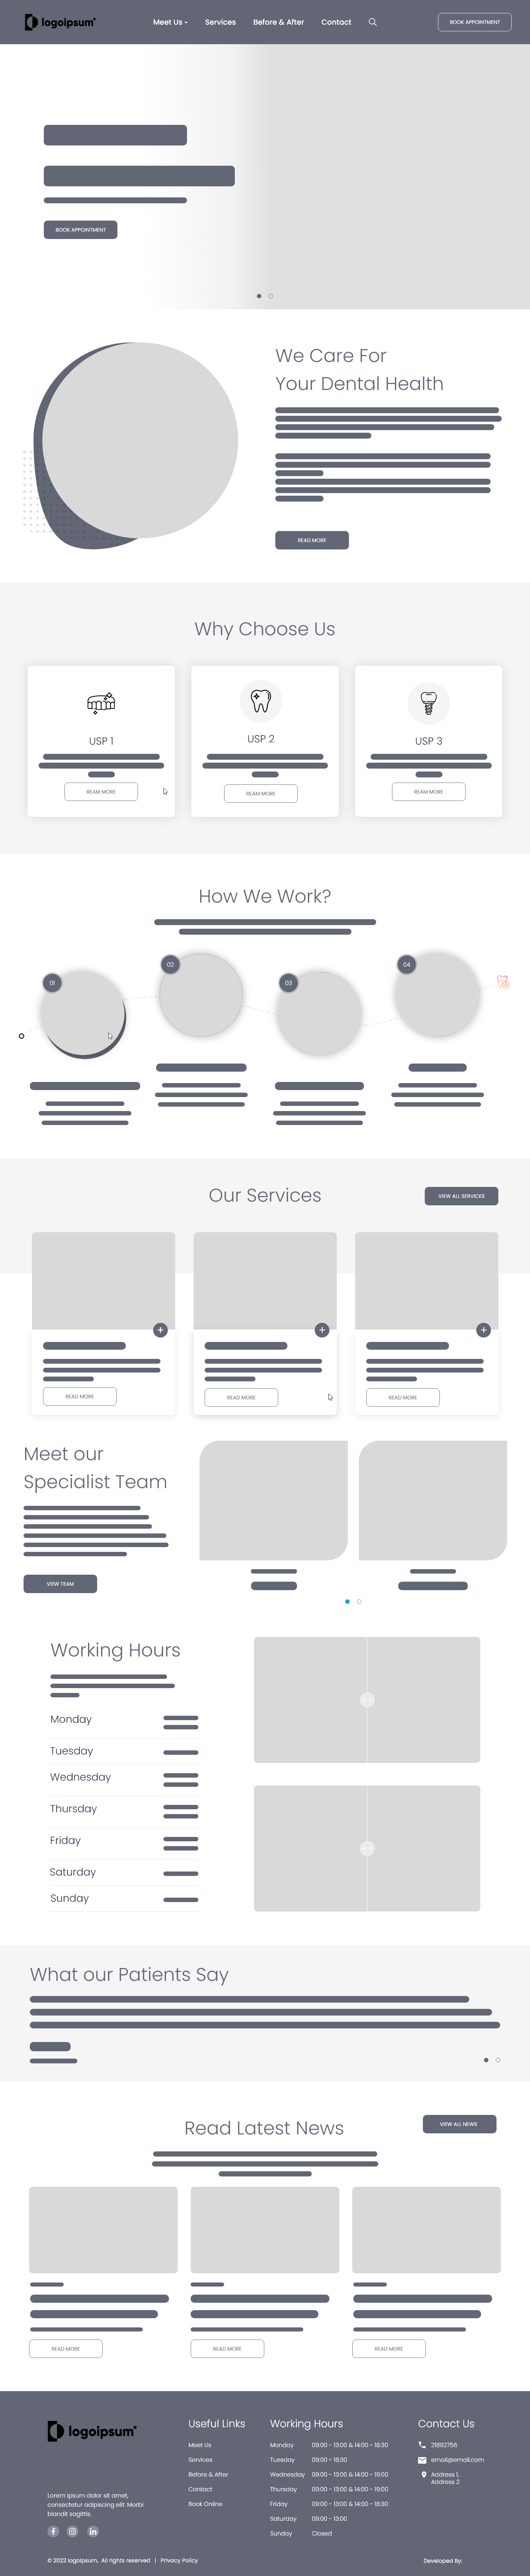 logoipsum®
Meet Us
Services
Before & After
Contact
BOOK APPOINTMENT
BOOK APPOINTMENT
We Care For
Your Dental Health
READ MORE
Why Choose Us
USP 1
USP 2
USP 3
REAM MORE
REAM MORE
REAM MORE
How We Work?
01
02
03
04
Our Services
VIEW ALL SERVICES
READ MORE
READ MORE
READ MORE
Meet our
Specialist Team
VIEW TEAM
Working Hours
Monday
Tuesday
Wednesday
Thursday
Friday
Saturday
Sunday
What our Patients Say
Read Latest News
VIEW ALL NEWS
READ MORE
READ MORE
READ MORE
logoipsum®
Lorem ipsum dolor sit amet,
consectetur adipiscing elit. Morbi
blandit sagittis.
Useful Links
Meet Us
Services
Before & After
Contact
Book Online
Working Hours
Monday 09:00 - 13:00 & 14:00 - 18:30
Tuesday 09:00 - 18:30
Wednesday 09:00 - 13:00 & 14:00 - 19:00
Thursday 09:00 - 13:00 & 14:00 - 19:00
Friday 09:00 - 13:00 & 14:00 - 18:30
Saturday 09:00 - 13:00
Sunday Closed
Contact Us
21892756
email@email.com
Address 1,
Address 2
© 2022 logoipsum, All rights reserved | Privacy Policy
Developed By: